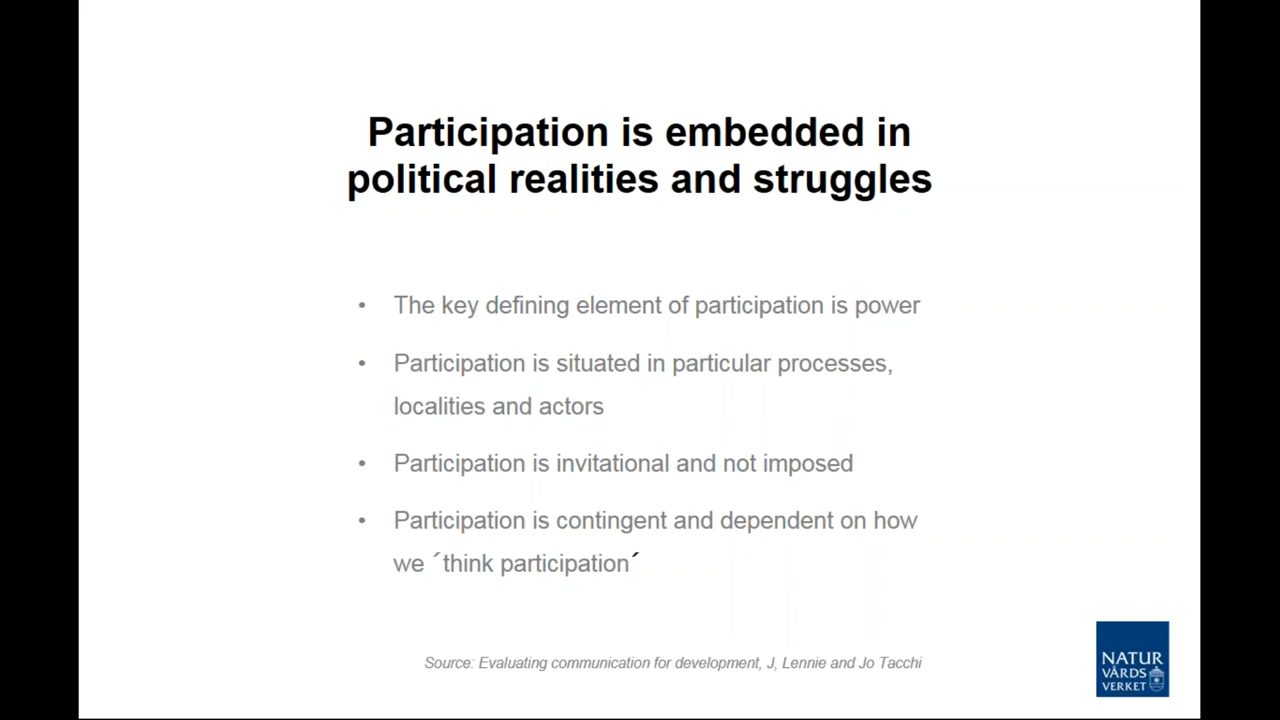 Participation is embedded in
political realities and struggles
• The key defining element of participation is power
• Participation is situated in particular processes,
localities and actors
• Participation is invitational and not imposed
• Participation is contingent and dependent on how
we ´think participation´
Source: Evaluating communication for development, J, Lennie and Jo Tacchi
NATUR
VÅRDS
VERKET